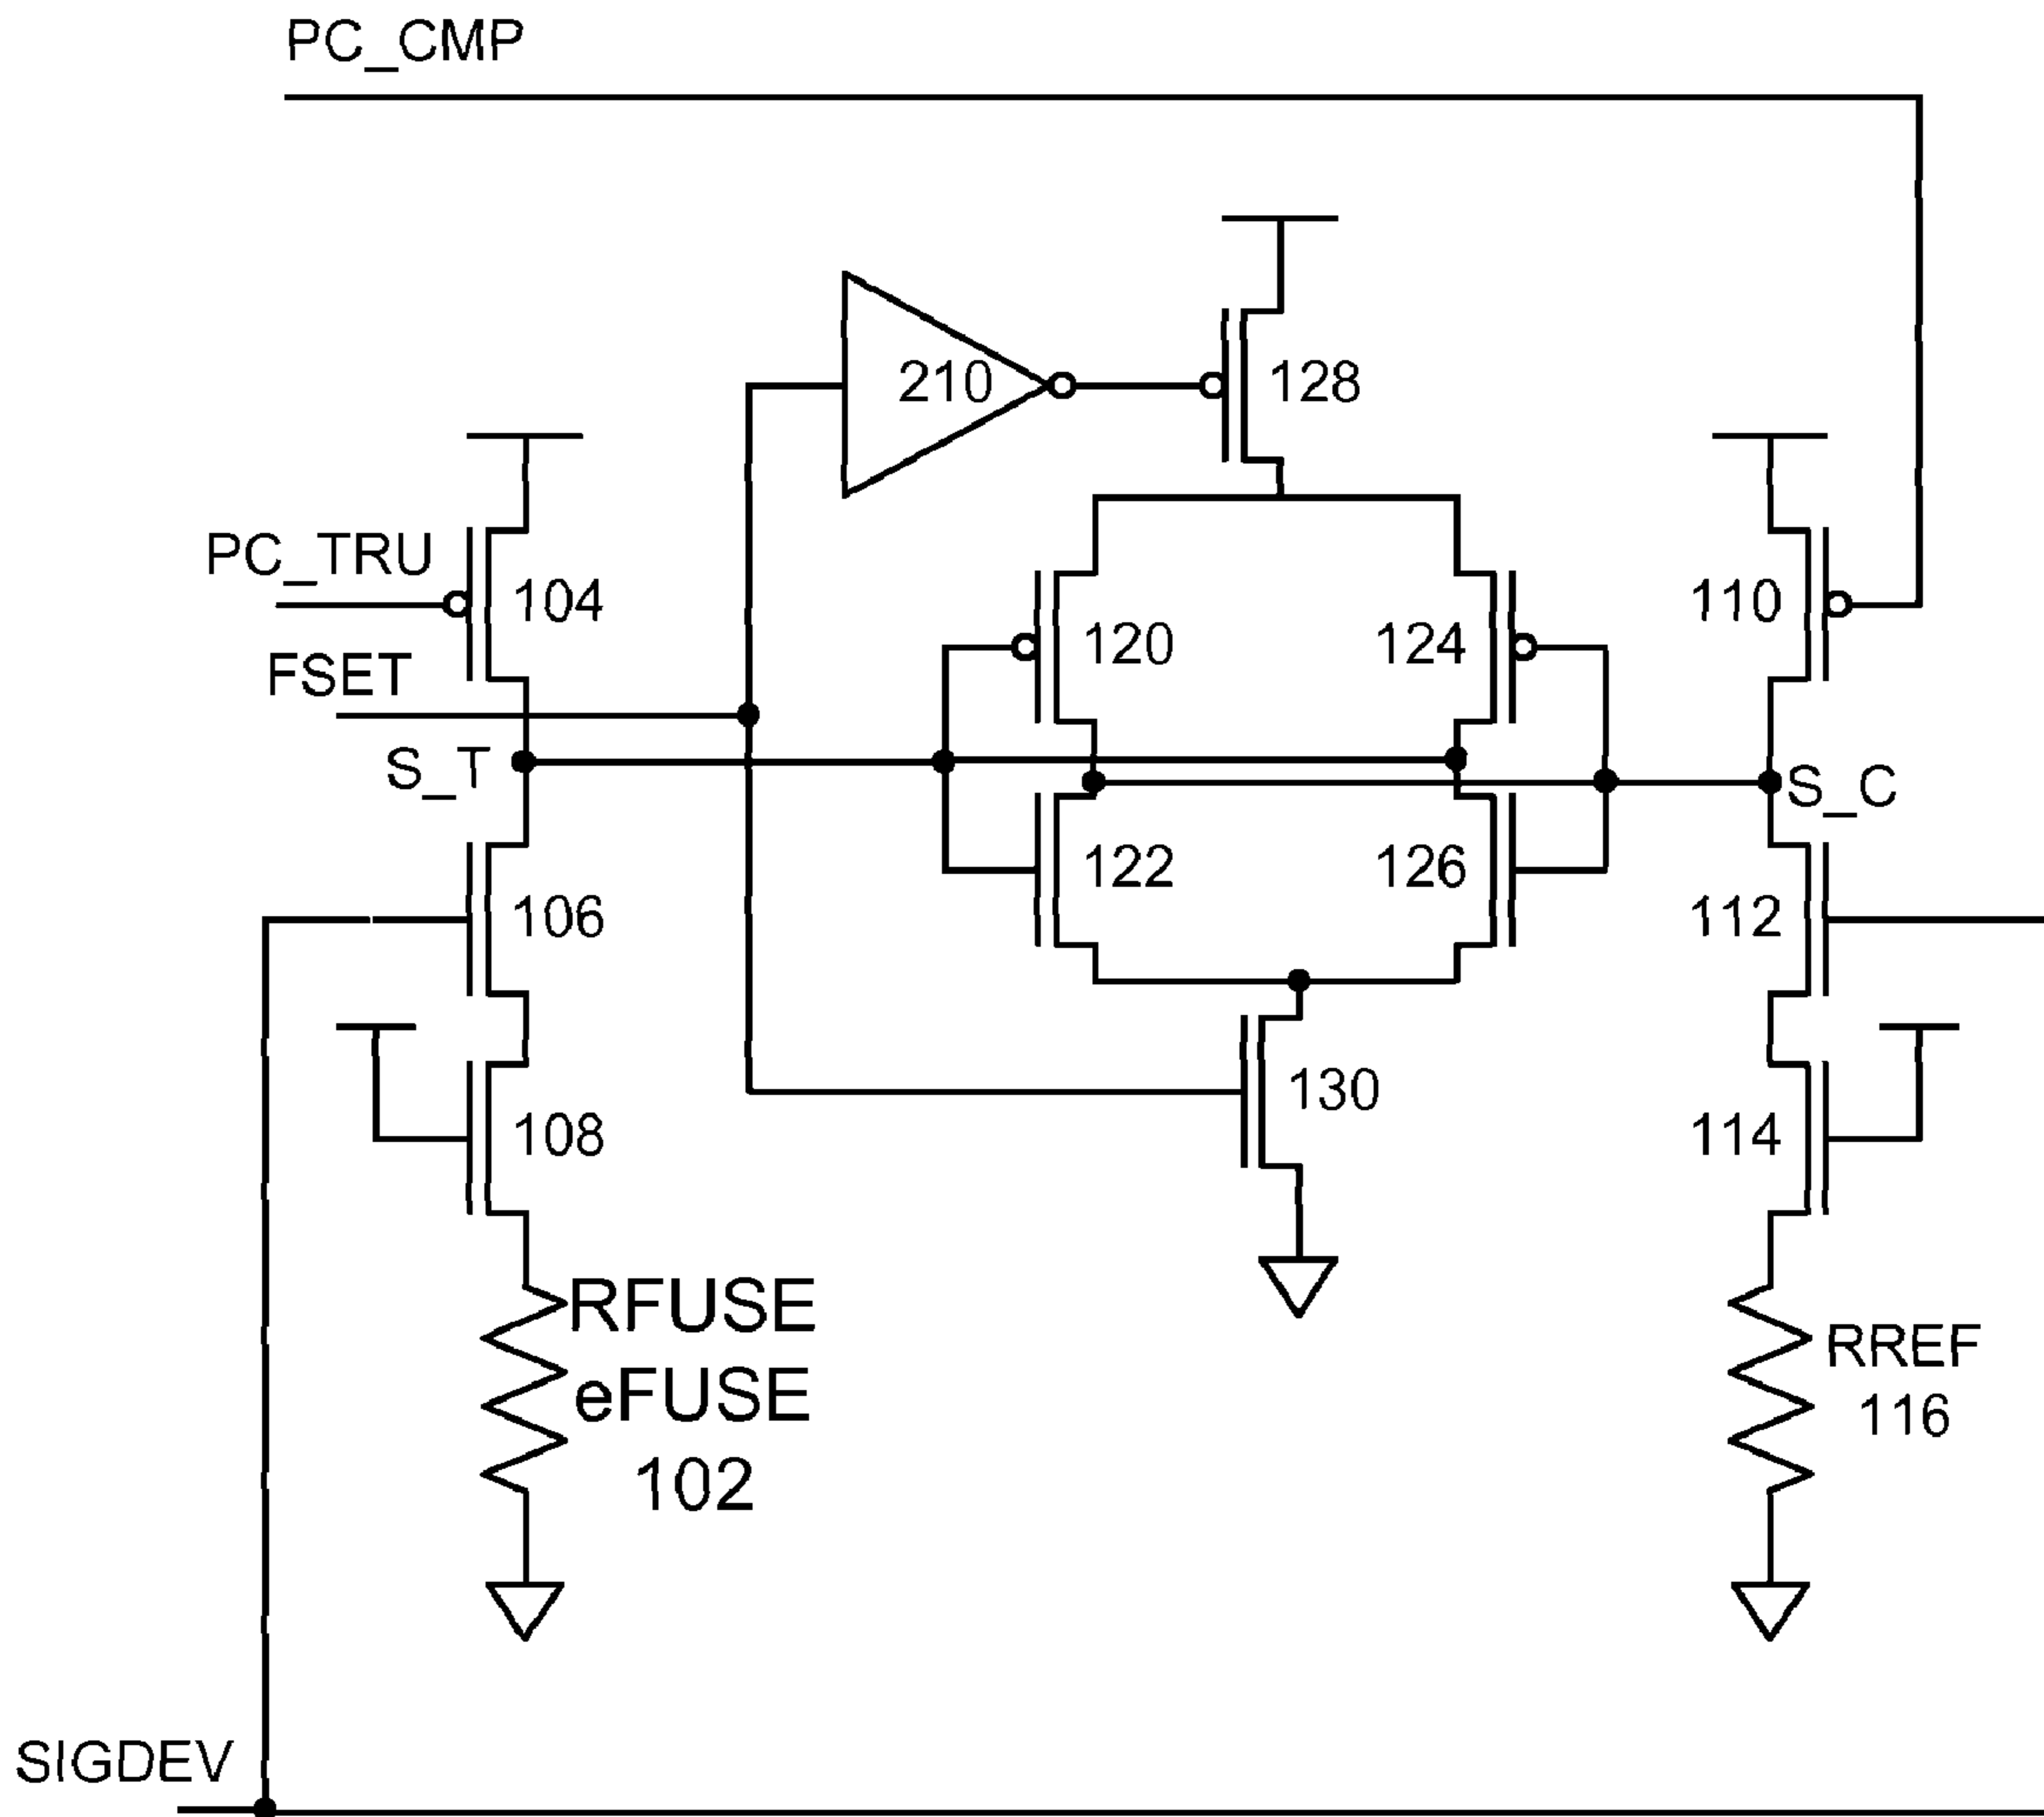 PC_CMP
210
128
PC_TRU
104
110
120
124
FSET
S_T
S_C
122
126
106
112
130
108
114
RFUSE
eFUSE
102
RREF
116
SIGDEV